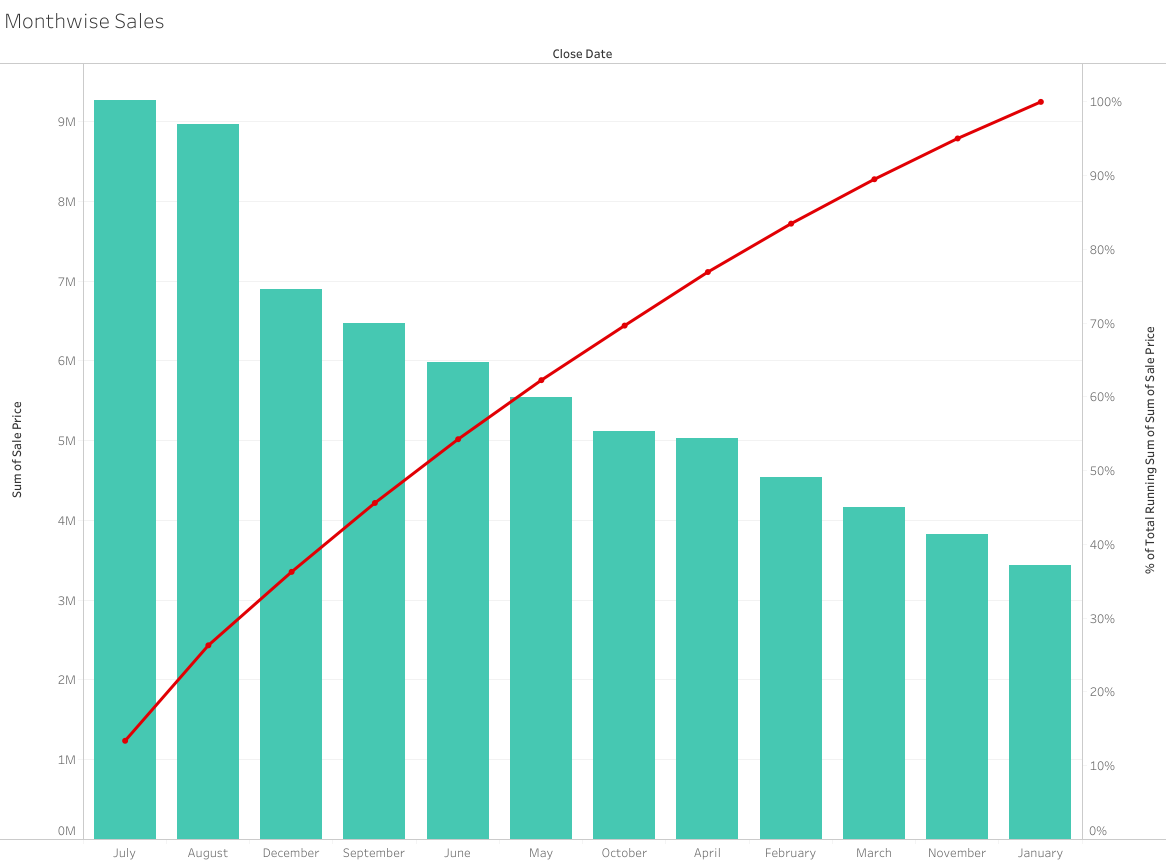 Monthwise Sales
Close Date
Sum of Sale Price
9M
8M
7M
6M
5M
4M
3M
2M
1M
0M
100%
90%
80%
70%
60%
50%
40%
30%
20%
10%
0%
% of Total Running Sum of Sum of Sale Price
July August December September June May October April February March November January